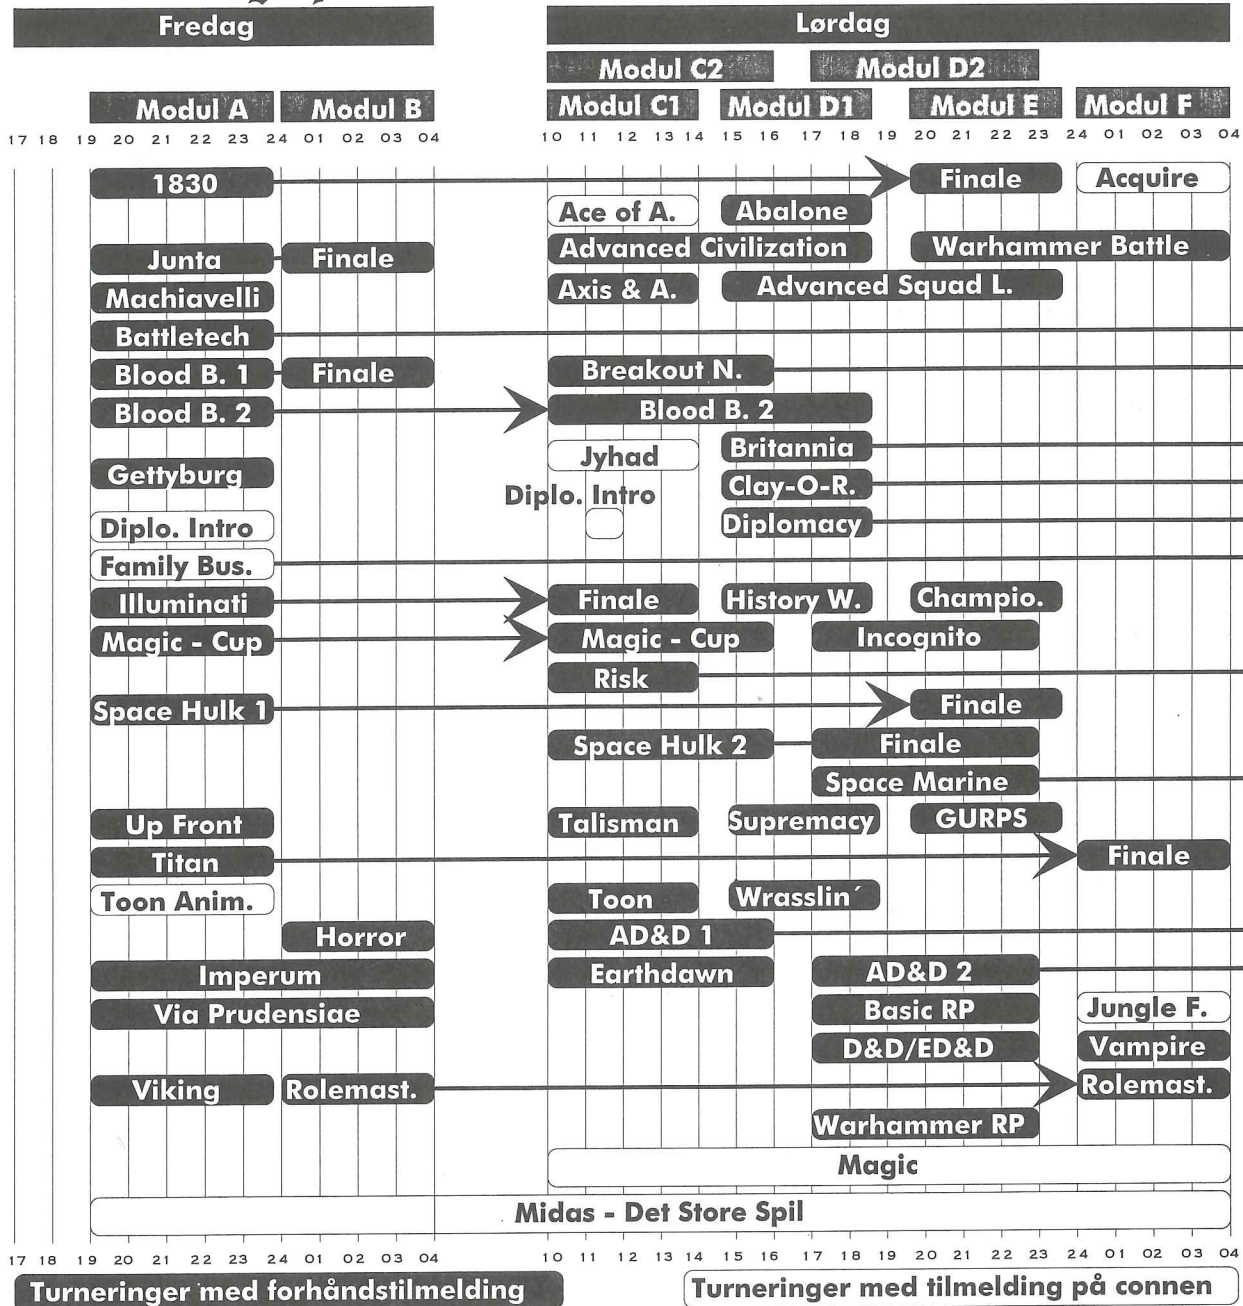 Fredag Lørdag
Modul C2 Modul D2
Modul A Modul B Modul C1 Modul D1 Modul E Modul F
17 18 19 20 21 22 23 24 01 02 03 04 10 11 12 13 14 15 16 17 18 19 20 21 22 23 24 01 02 03 04
1830 Finale Acquire
Ace of A. Abalone
Junta Finale Advanced Civilization Warhammer Battle
Machiavelli Axis & A. Advanced Squad L.
Battletech
Blood B. 1 Finale Breakout N.
Blood B. 2 Blood B. 2
Jyhad Britannia
Gettyburg Clay-O-R.
Diplo. Intro
Diplo. Intro Diplomacy
Family Bus.
Illuminati Finale History W. Champio.
Magic - Cup Magic - Cup Incognito
Risk
Space Hulk 1 Finale
Space Hulk 2 Finale
Space Marine
Up Front Talisman Supremacy GURPS
Titan Finale
Toon Anim. Toon Wrasslin´
Horror AD&D 1
Imperum Earthdawn AD&D 2
Via Prudensiae Basic RP Jungle F.
D&D/ED&D Vampire
Viking Rolemast. Rolemast.
Warhammer RP
Magic
Midas - Det Store Spil
17 18 19 20 21 22 23 24 01 02 03 04 10 11 12 13 14 15 16 17 18 19 20 21 22 23 24 01 02 03 04
Turneringer med forhåndstilmelding Turneringer med tilmelding på connen